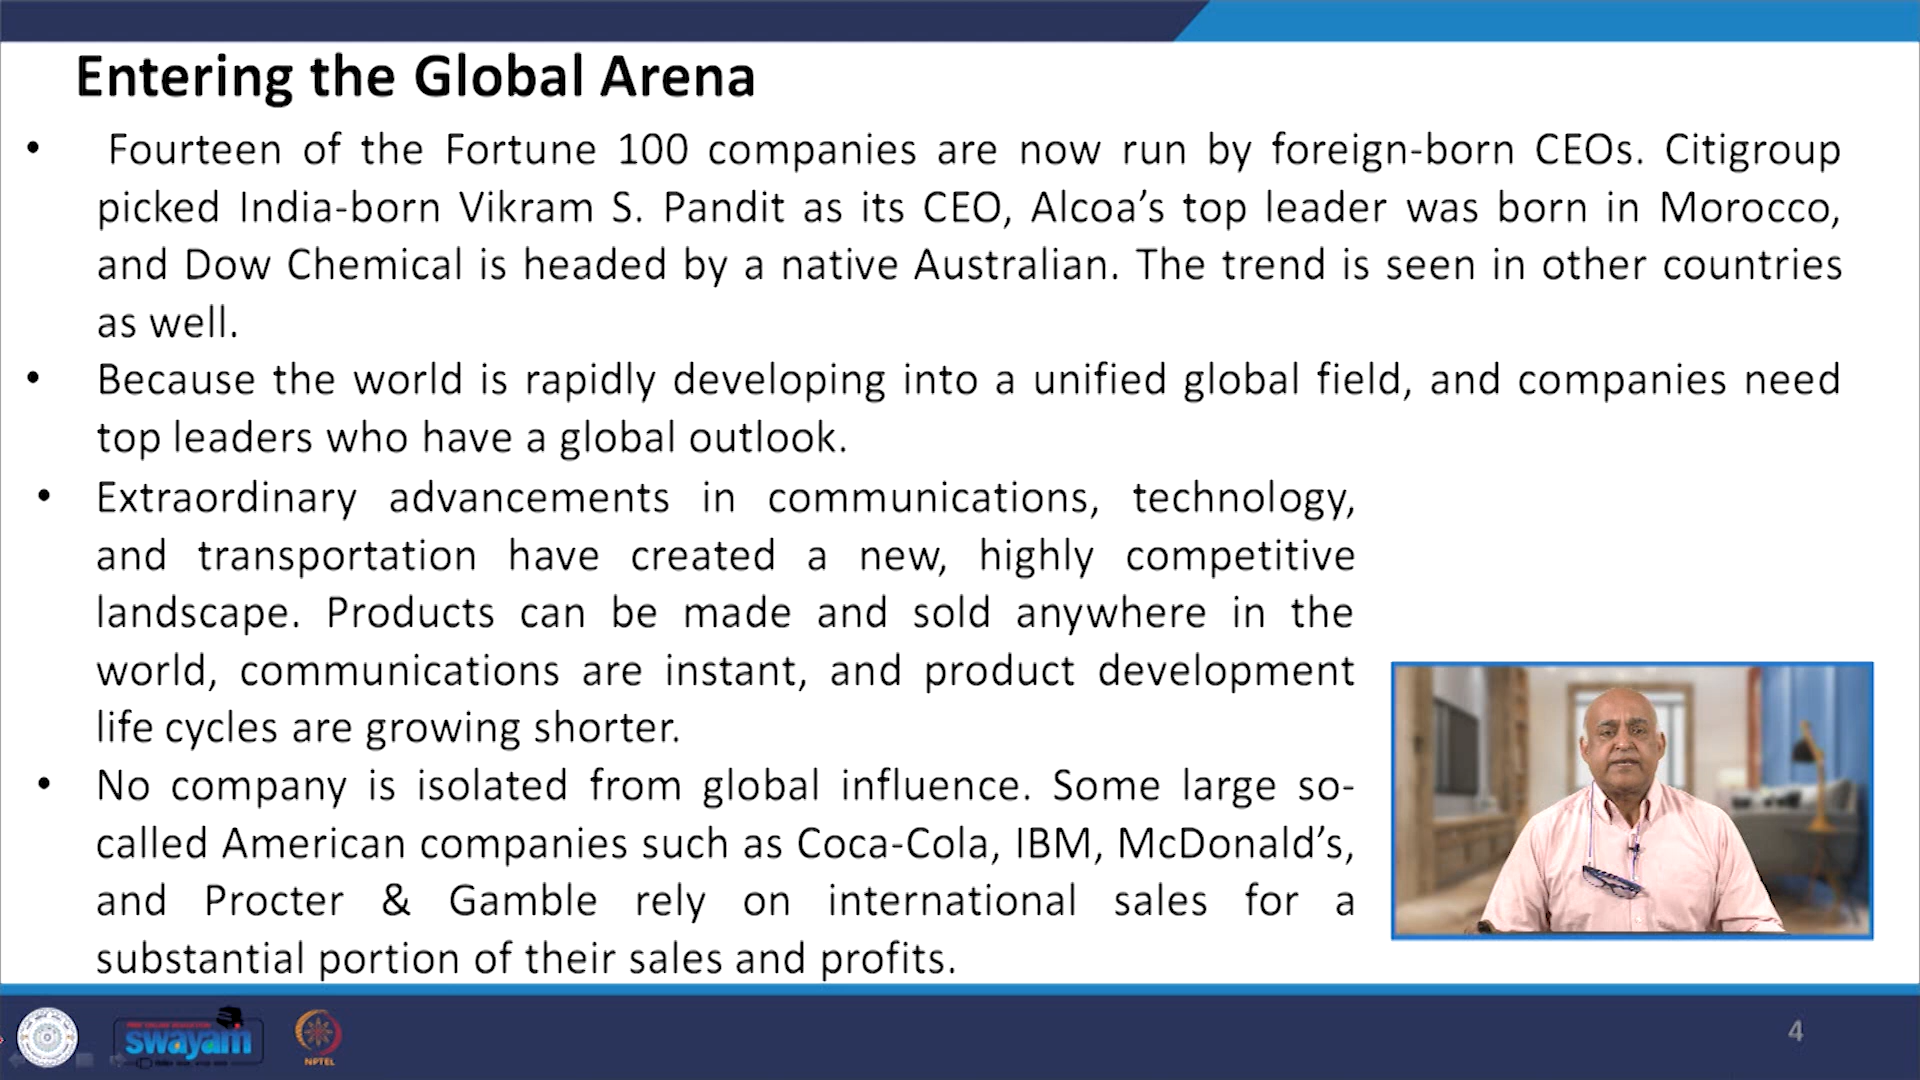 Entering the Global Arena
• Fourteen of the Fortune 100 companies are now run by foreign-born CEOs. Citigroup
picked India-born Vikram S. Pandit as its CEO, Alcoa’s top leader was born in Morocco,
and Dow Chemical is headed by a native Australian. The trend is seen in other countries
as well.
• Because the world is rapidly developing into a unified global field, and companies need
top leaders who have a global outlook.
• Extraordinary advancements in communications, technology,
and transportation have created a new, highly competitive
landscape. Products can be made and sold anywhere in the
world, communications are instant, and product development
life cycles are growing shorter.
• No company is isolated from global influence. Some large so-
called American companies such as Coca-Cola, IBM, McDonald’s,
and Procter & Gamble rely on international sales for a
substantial portion of their sales and profits.
swayam
NPTEL
4